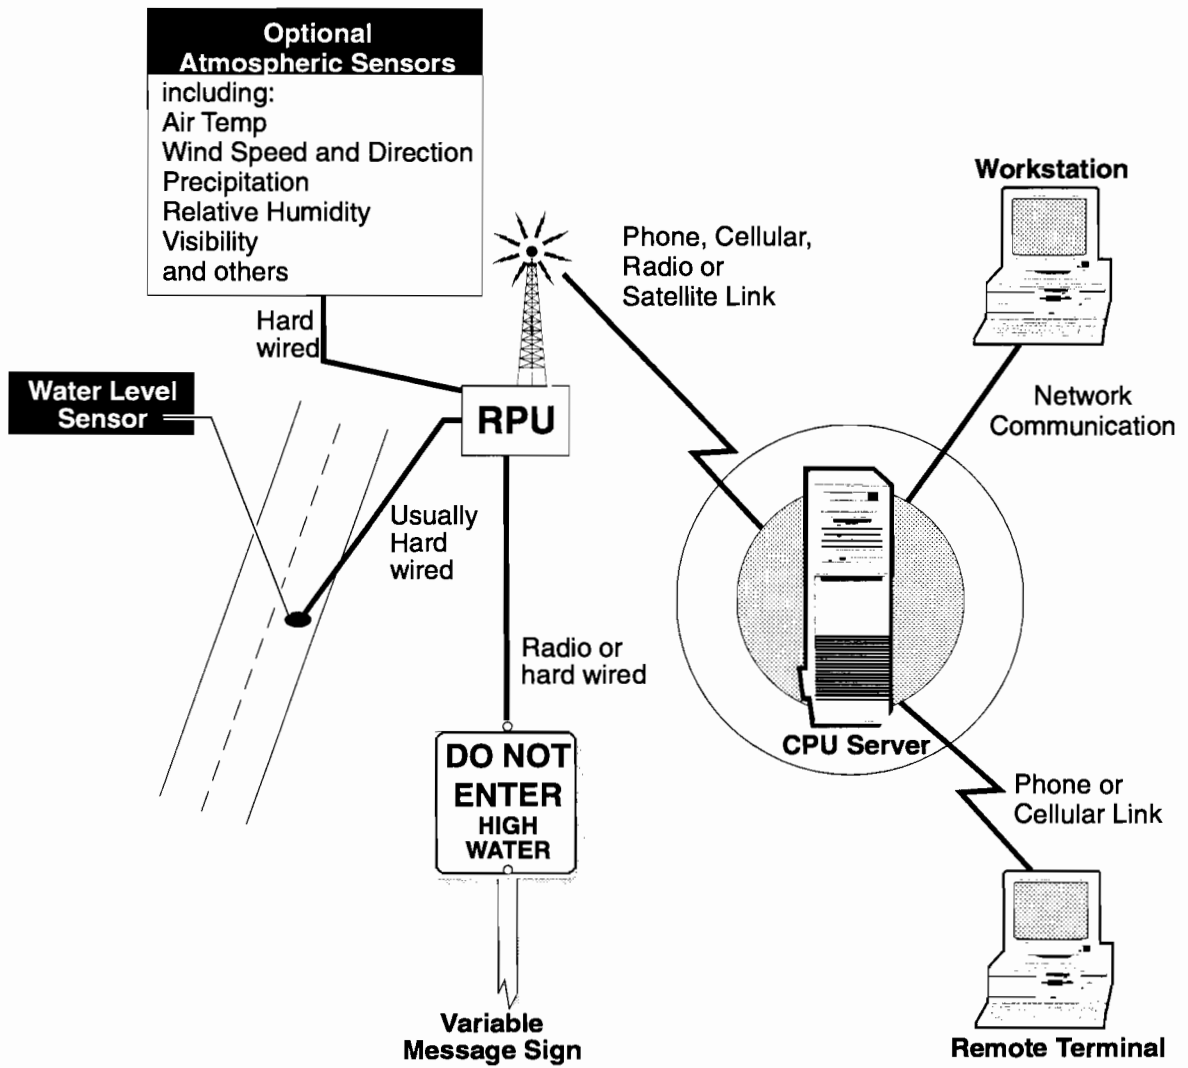 Optional
Atmospheric Sensors
including:
Air Temp
Wind Speed and Direction
Precipitation
Relative Humidity
Visibility
and others
Hard
wired
Water Level
Sensor
RPU
Usually
Hard
wired
Radio or
hard wired
DO NOT
ENTER
HIGH
WATER
Variable
Message Sign
Phone, Cellular,
Radio or
Satellite Link
Workstation
Network
Communication
CPU Server
Phone or
Cellular Link
Remote Terminal